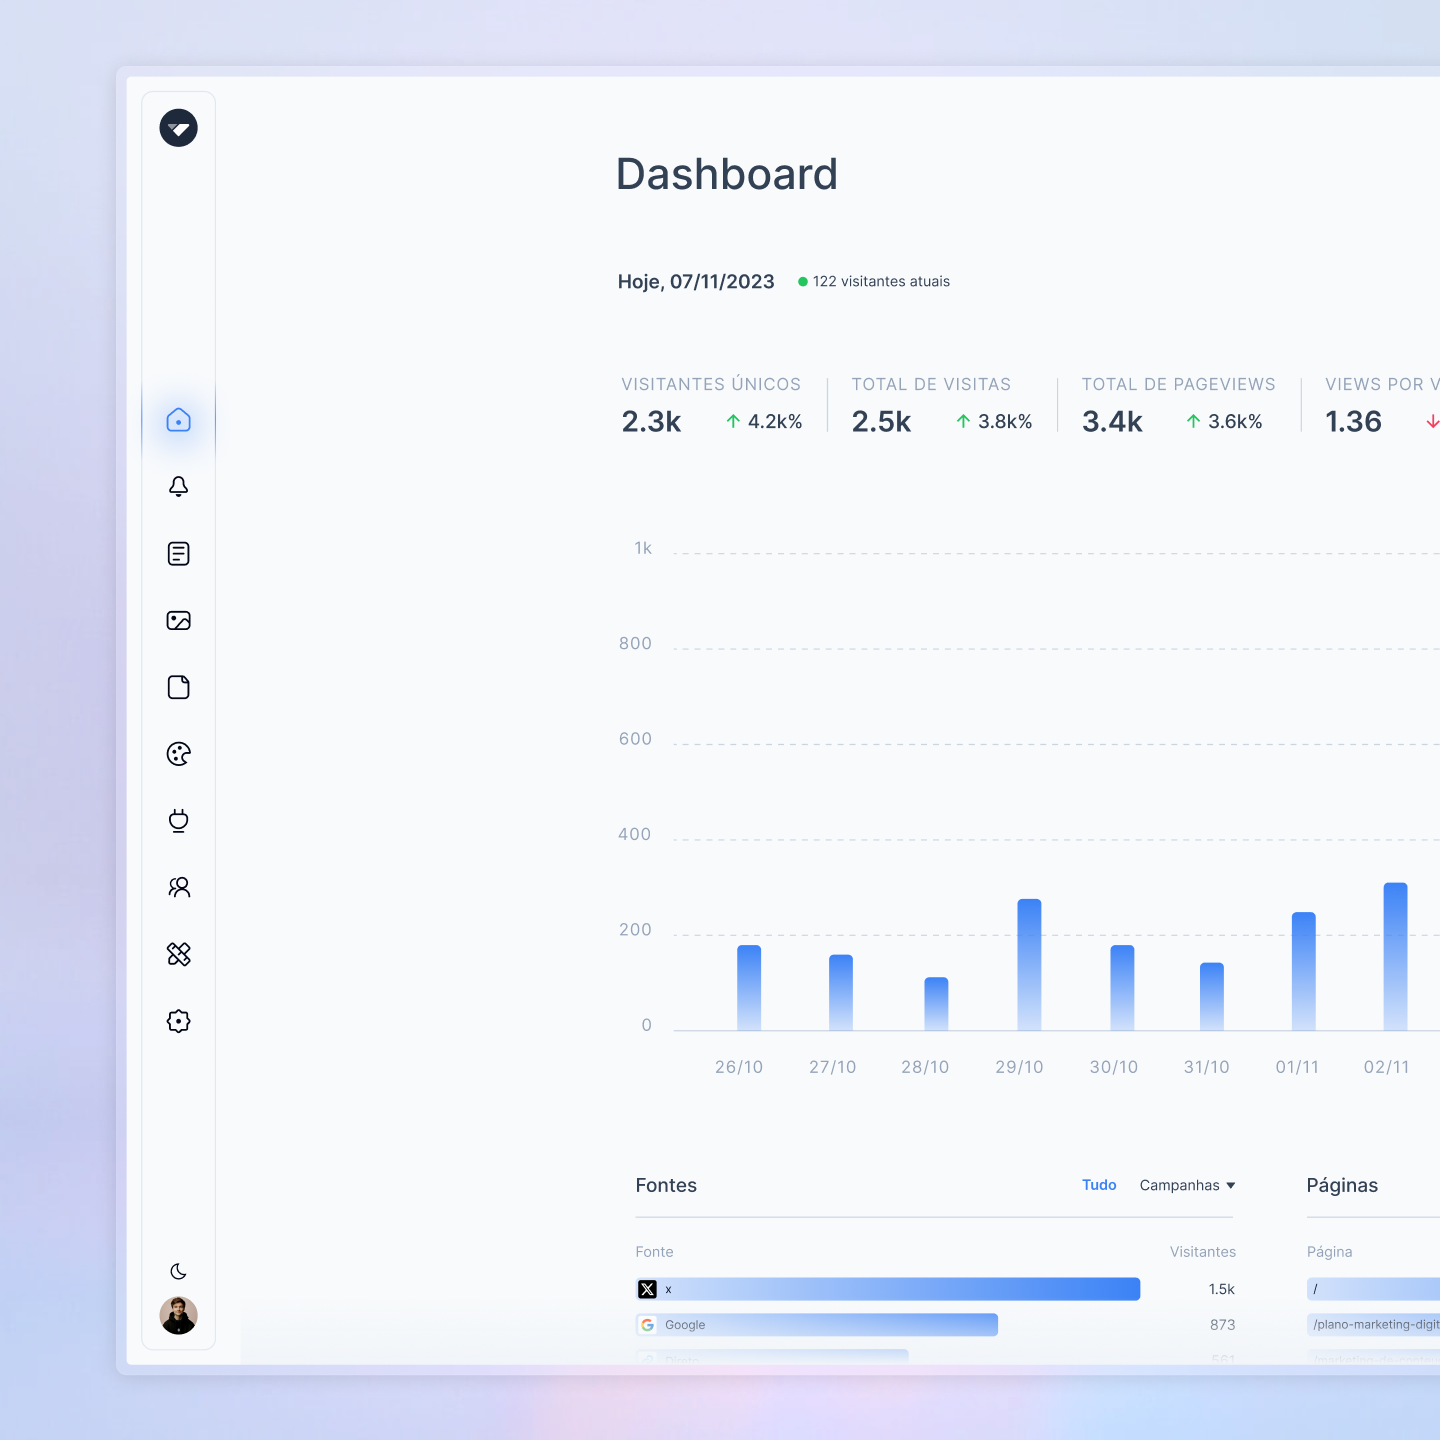 Dashboard
Hoje, 07/11/2023 122 visitantes atuais
VISITANTES ÚNICOS TOTAL DE VISITAS TOTAL DE PAGEVIEWS VIEWS POR V
2.3k 4.2k% 2.5k 3.8k% 3.4k 3.6k% 1.36
1k
800
600
400
200
0
26/10 27/10 28/10 29/10 30/10 31/10 01/11 02/11
Fontes Tudo Campanhas Páginas
Fonte Visitantes Página
x 1.5k /
Google 873 /plano-marketing-digit
561